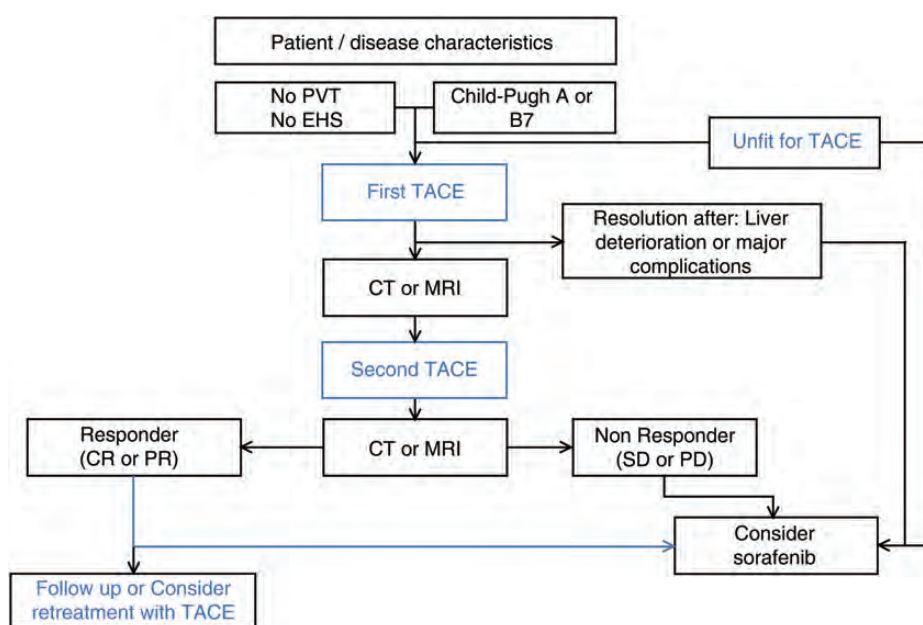 Patient / disease characteristics
No PVT
No EHS
Child-Pugh A or
B7
Unfit for TACE
First TACE
Resolution after: Liver
deterioration or major
complications
CT or MRI
Second TACE
Responder
(CR or PR)
CT or MRI
Non Responder
(SD or PD)
Consider
sorafenib
Follow up or Consider
retreatment with TACE